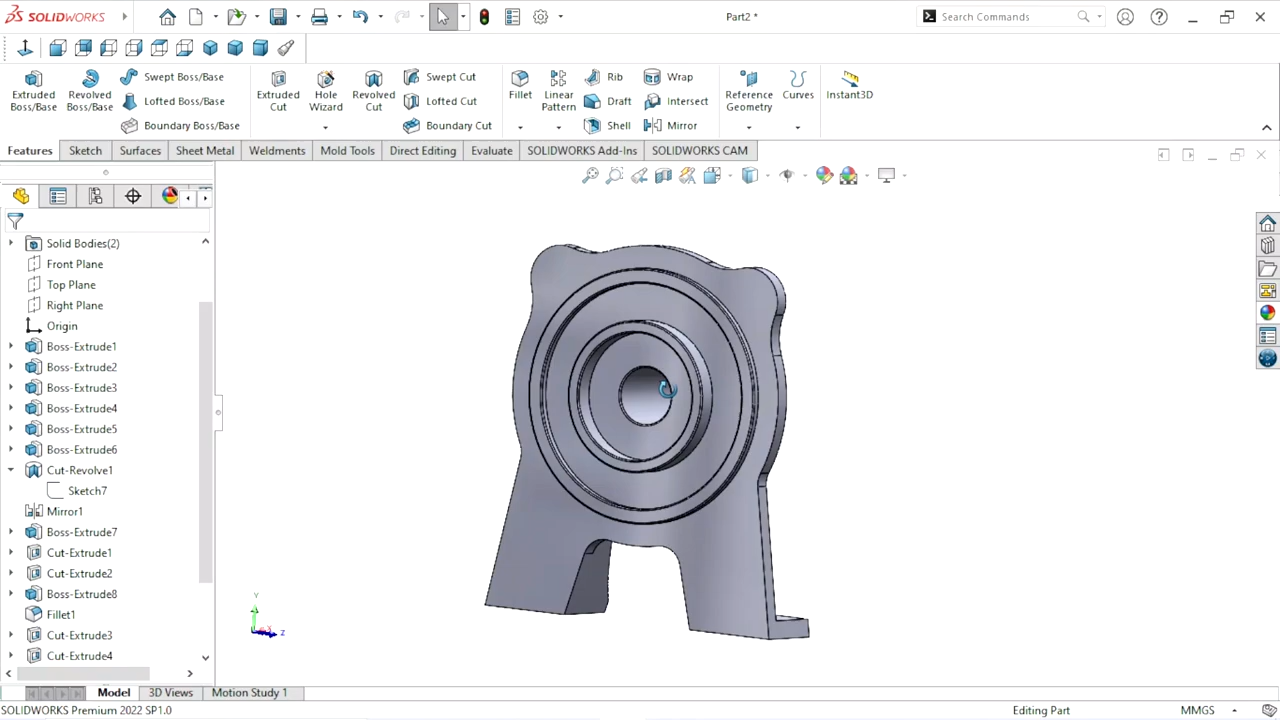 SOLIDWORKS
Part2 *
Search Commands
Extruded Boss/Base
Revolved Boss/Base
Swept Boss/Base
Lofted Boss/Base
Boundary Boss/Base
Extruded Cut
Hole Wizard
Revolved Cut
Swept Cut
Lofted Cut
Boundary Cut
Fillet
Linear Pattern
Rib
Draft
Shell
Wrap
Intersect
Mirror
Reference Geometry
Curves
Instant3D
Features
Sketch
Surfaces
Sheet Metal
Weldments
Mold Tools
Direct Editing
Evaluate
SOLIDWORKS Add-Ins
SOLIDWORKS CAM
Solid Bodies(2)
Front Plane
Top Plane
Right Plane
Origin
Boss-Extrude1
Boss-Extrude2
Boss-Extrude3
Boss-Extrude4
Boss-Extrude5
Boss-Extrude6
Cut-Revolve1
Sketch7
Mirror1
Boss-Extrude7
Cut-Extrude1
Cut-Extrude2
Boss-Extrude8
Fillet1
Cut-Extrude3
Cut-Extrude4
Y
Z
Model
3D Views
Motion Study 1
SOLIDWORKS Premium 2022 SP1.0
Editing Part
MMGS